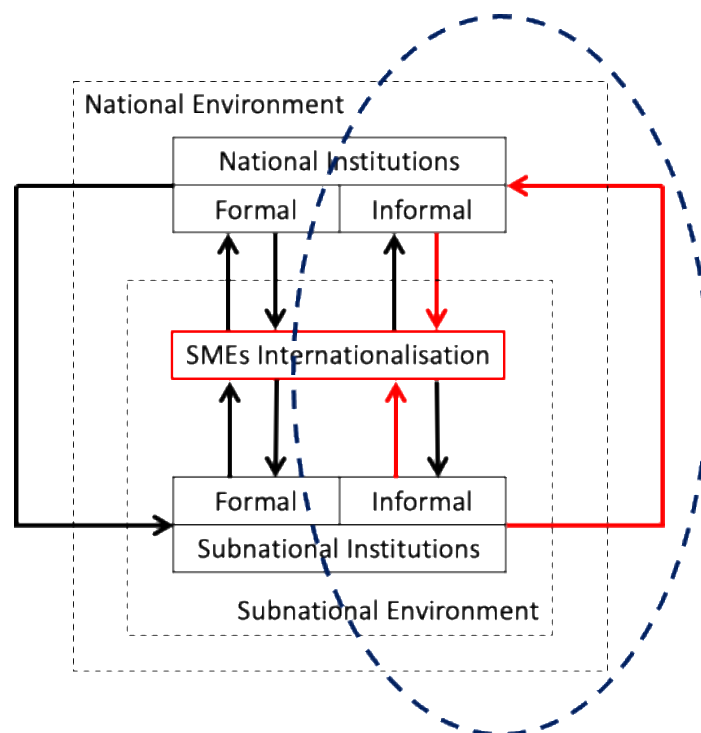 National Environment
National Institutions
Formal
Informal
SMEs Internationalisation
Formal
Informal
Subnational Institutions
Subnational Environment